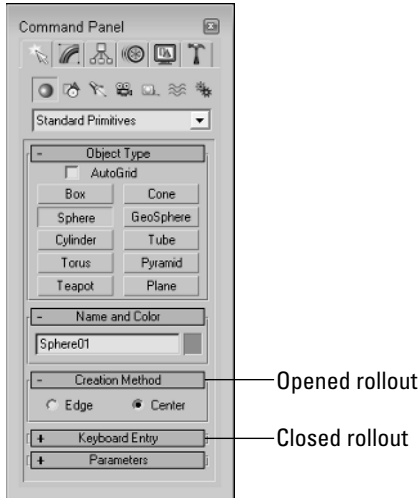 Command Panel
Standard Primitives
- Object Type
AutoGrid
Box Cone
Sphere GeoSphere
Cylinder Tube
Torus Pyramid
Teapot Plane
- Name and Color
Sphere01
- Creation Method
Opened rollout
Edge Center
+ Keyboard Entry
Closed rollout
+ Parameters